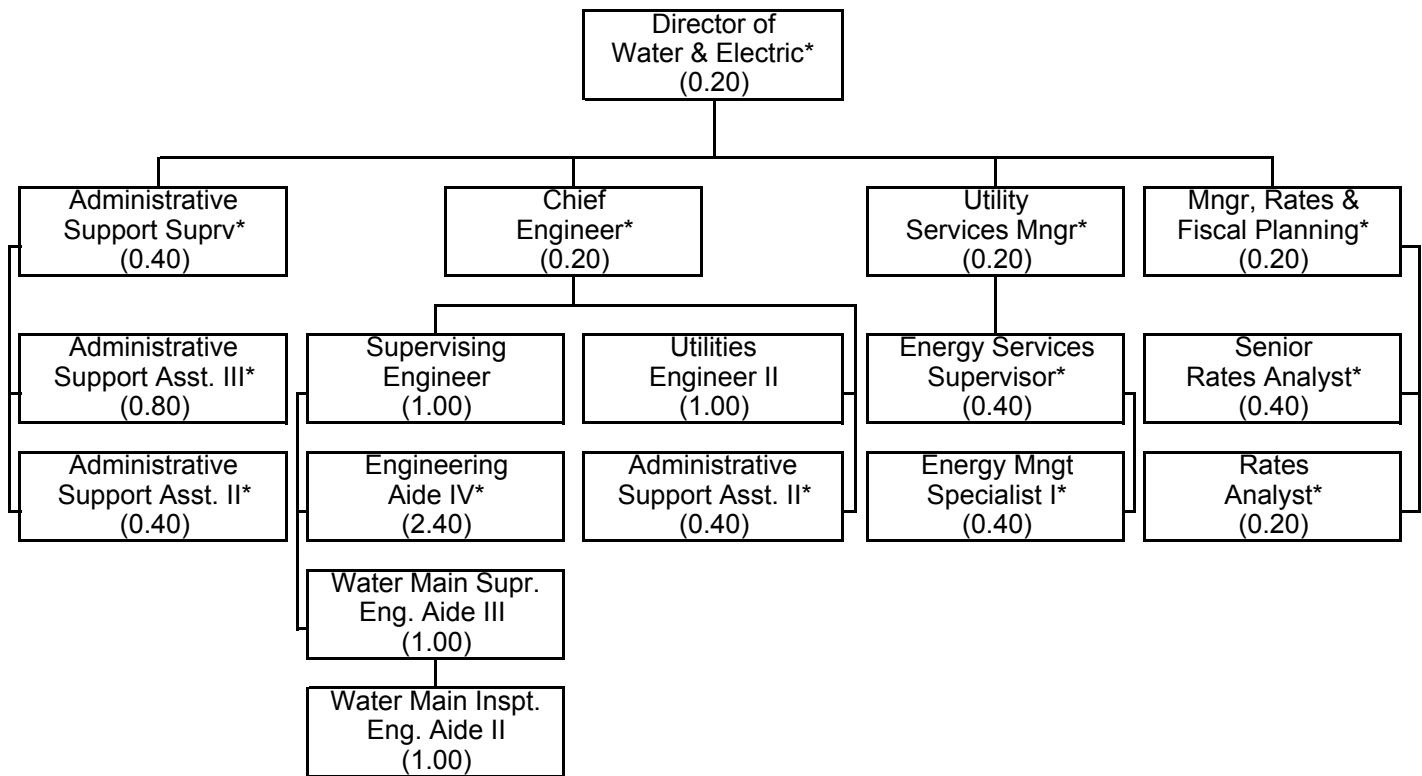 Director of
Water & Electric*
(0.20)
Administrative
Support Suprv*
(0.40)
Chief
Engineer*
(0.20)
Utility
Services Mngr*
(0.20)
Mngr, Rates &
Fiscal Planning*
(0.20)
Administrative
Support Asst. III*
(0.80)
Supervising
Engineer
(1.00)
Utilities
Engineer II
(1.00)
Energy Services
Supervisor*
(0.40)
Senior
Rates Analyst*
(0.40)
Administrative
Support Asst. II*
(0.40)
Engineering
Aide IV*
(2.40)
Administrative
Support Asst. II*
(0.40)
Energy Mngt
Specialist I*
(0.40)
Rates
Analyst*
(0.20)
Water Main Supr.
Eng. Aide III
(1.00)
Water Main Inspt.
Eng. Aide II
(1.00)